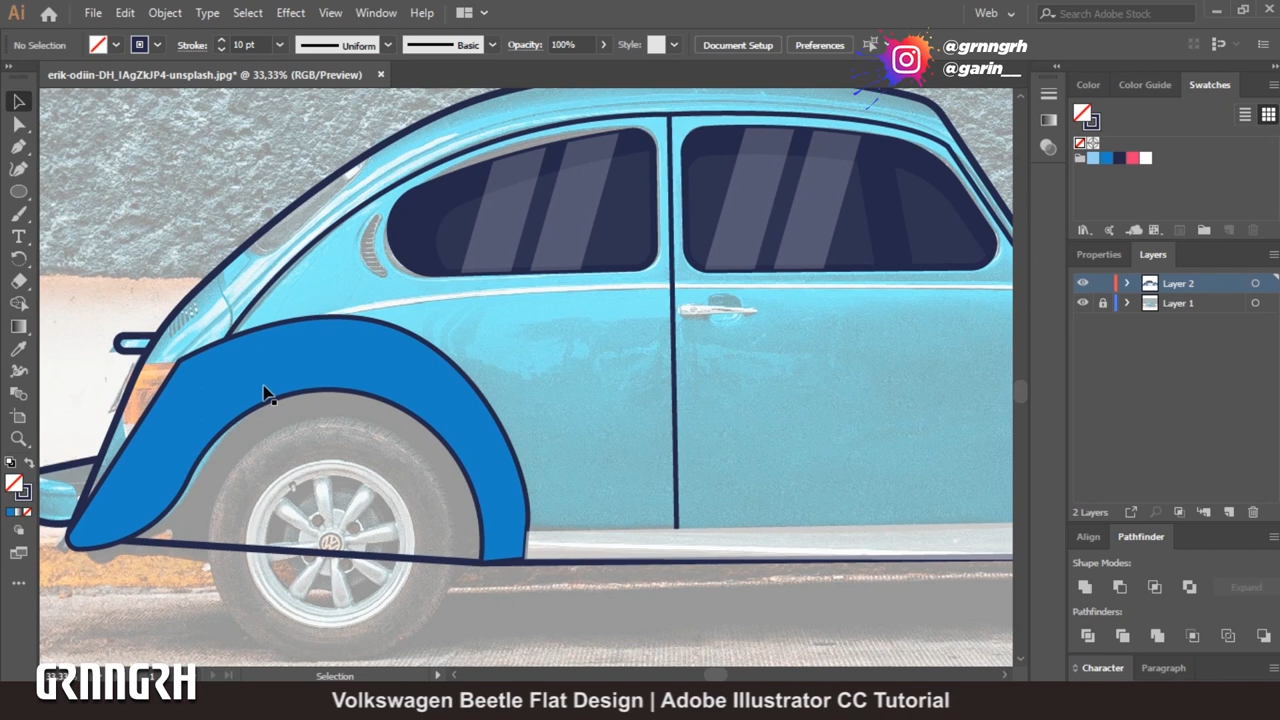 Ai
File Edit Object Type Select Effect View Window Help
Web
Search Adobe Stock
No Selection
Stroke:
10 pt
Uniform
Basic
Opacity:
100%
Style:
Document Setup
Preferences
@grnngrh
@garin__
erik-odiin-DH_lAgZkJP4-unsplash.jpg* @ 33,33% (RGB/Preview)
Color
Color Guide
Swatches
Properties
Layers
Layer 2
Layer 1
2 Layers
Align
Pathfinder
Shape Modes:
Expand
Pathfinders:
Character
Paragraph
Selection
GRNNGRH
Volkswagen Beetle Flat Design | Adobe Illustrator CC Tutorial